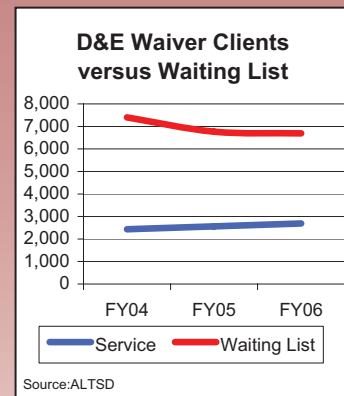 D&E Waiver Clients
versus Waiting List
8,000
7,000
6,000
5,000
4,000
3,000
2,000
1,000
0
FY04 FY05 FY06
Service Waiting List
Source:ALTSD